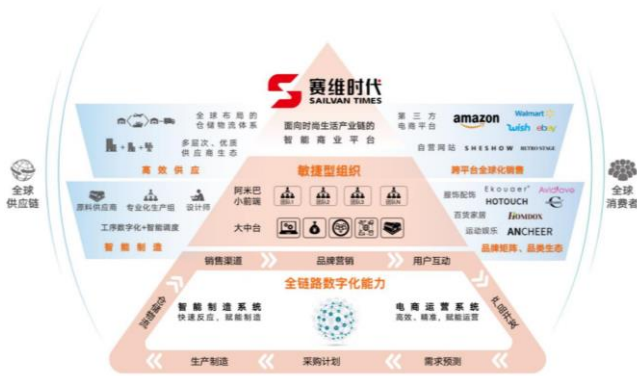 赛维时代
SAILVAN TIMES
面向时尚生活产业链的
智能商业平台
全球布局的
仓储物流体系
多层次、优质
供应商生态
高效供应
第三方
电商平台
amazon
Walmart
wish
ebay
自营网站
SHESHOW
RETRO STAGE
跨平台全球化销售
全球
供应链
原料供应商
专业化生产组
设计师
工序数字化+智能调度
智能制造
敏捷型组织
阿米巴
小前端
大中台
服饰配饰
Ekouaer
Avidlove
HOTOUCH
百货家居
HOMDOX
运动娱乐
ANCHEER
品牌矩阵、品类生态
全球
消费者
销售渠道
品牌营销
用户互动
全链路数字化能力
智能制造系统
快速反应,赋能制造
电商运营系统
高效、精准,赋能运营
仓储物流
生产制造
采购计划
需求预测